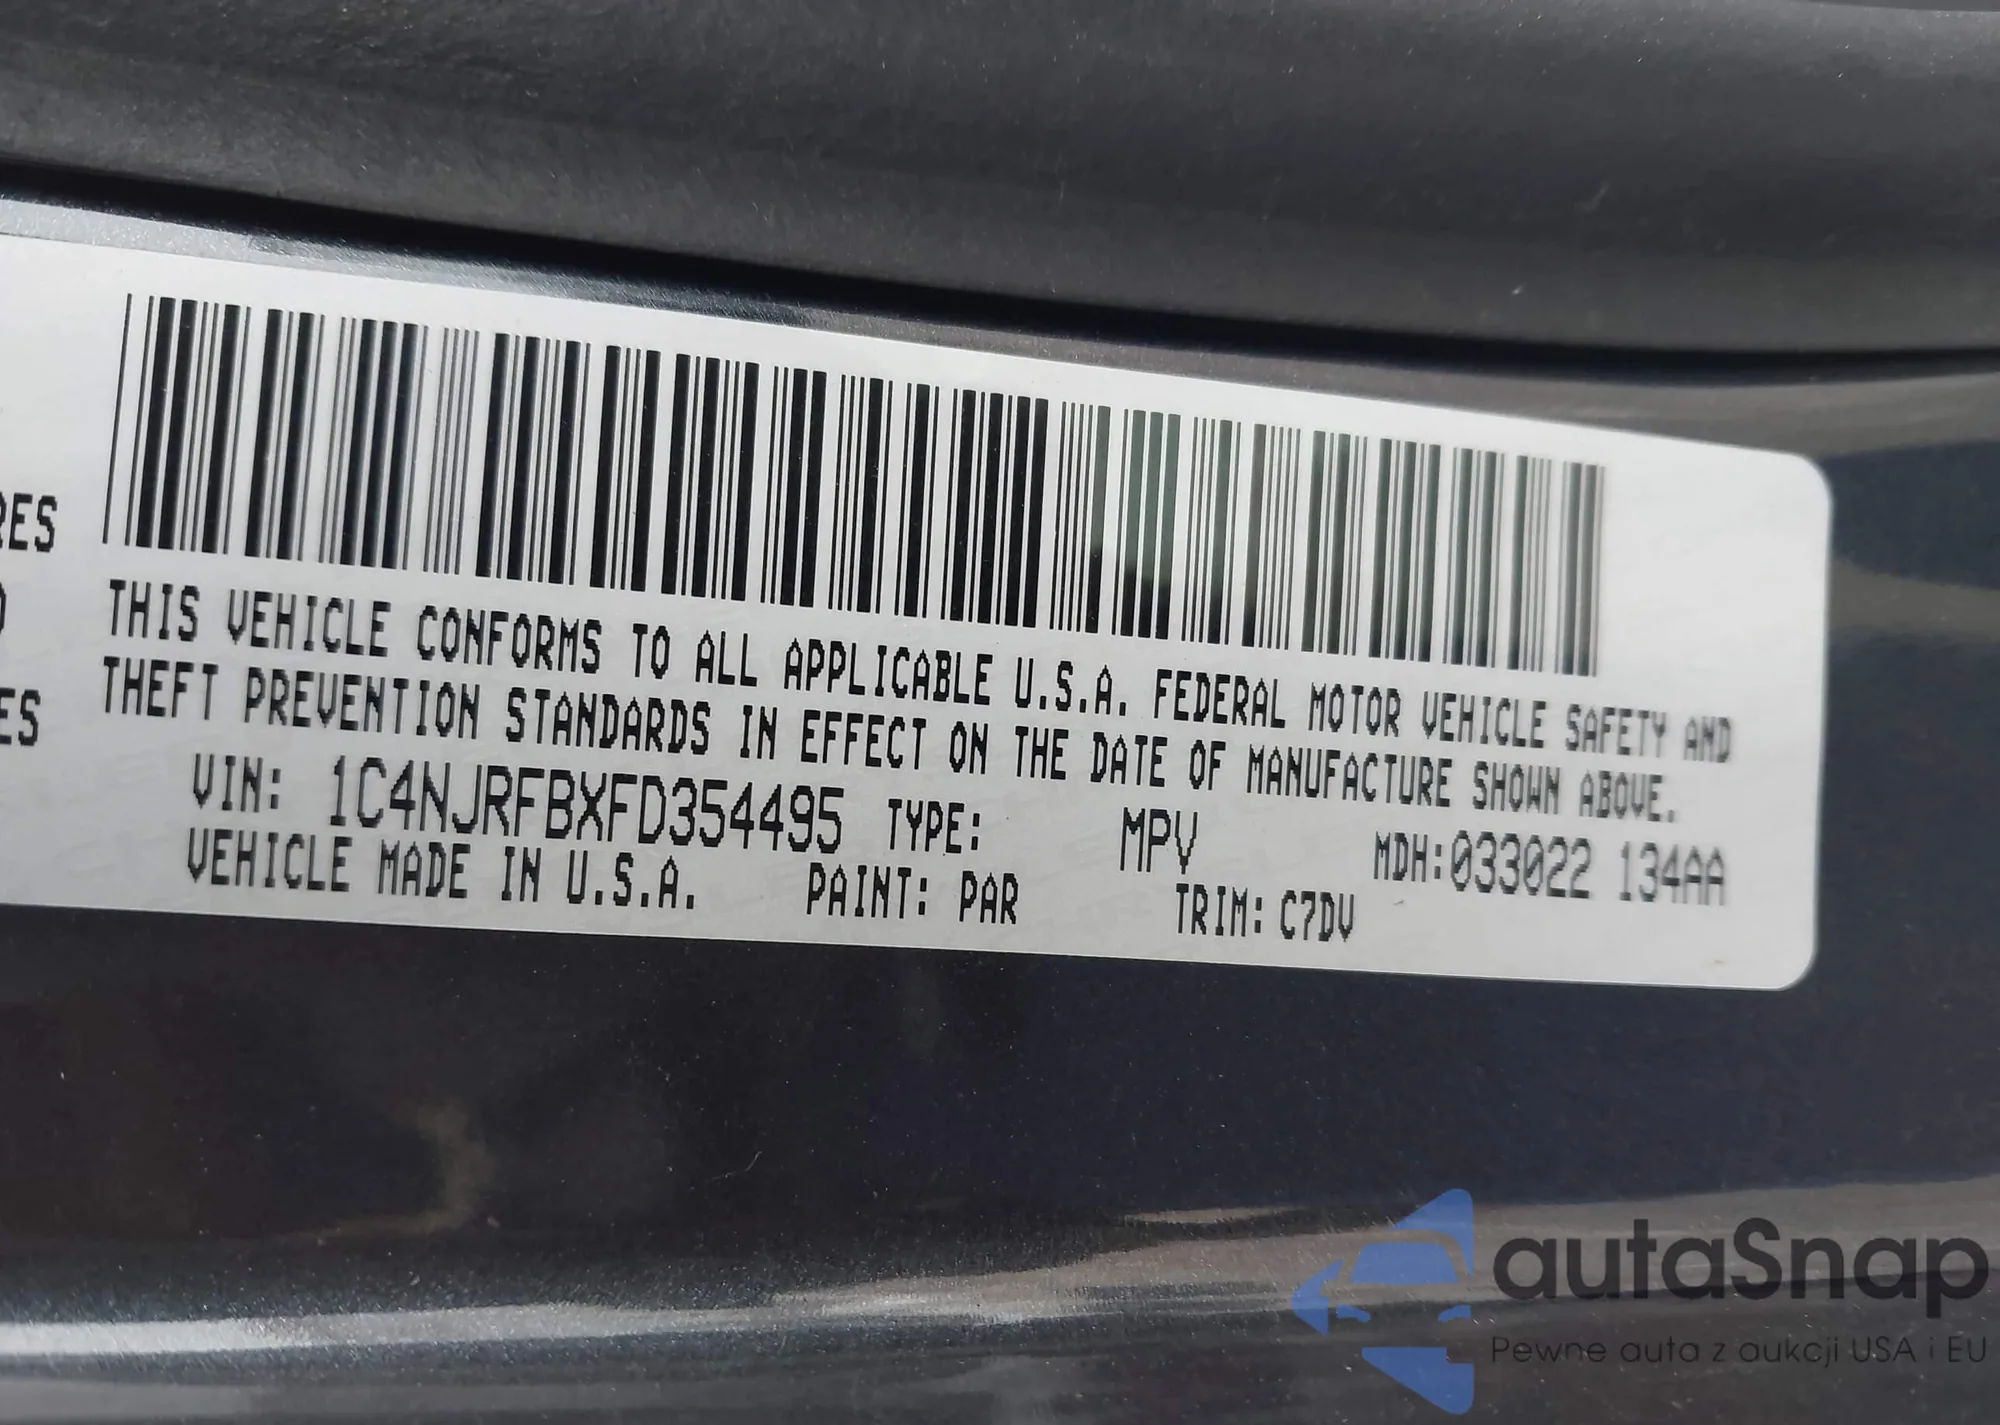 RES
THIS VEHICLE CONFORMS TO ALL APPLICABLE U.S.A. FEDERAL MOTOR VEHICLE SAFETY AND
THEFT PREVENTION STANDARDS IN EFFECT ON THE DATE OF MANUFACTURE SHOWN ABOVE.
ES
VIN: 1C4NJRFBXFD354495 TYPE: MPV MDH:033022 134AA
VEHICLE MADE IN U.S.A. PAINT: PAR TRIM: C7DV
autaSnap
Pewne auta z aukcji USA i EU